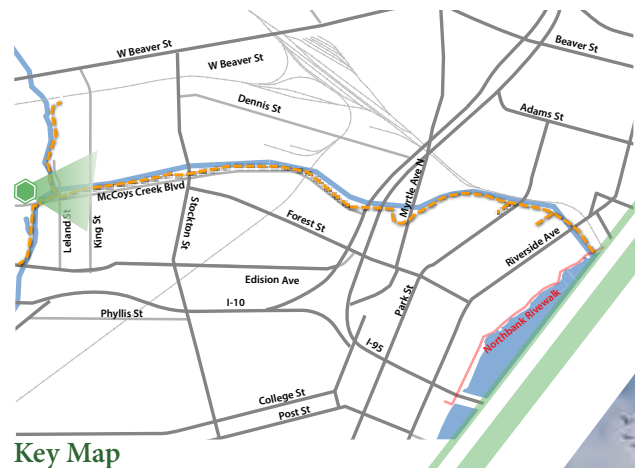 W Beaver St
Beaver St
W Beaver St
Dennis St
Adams St
McCoys Creek Blvd
Myrtle Ave N
Leland St
King St
Stockton St
Forest St
Riverside Ave
Edision Ave
I-10
Phyllis St
Park St
Northbank Rivewalk
I-95
College St
Post St
Key Map